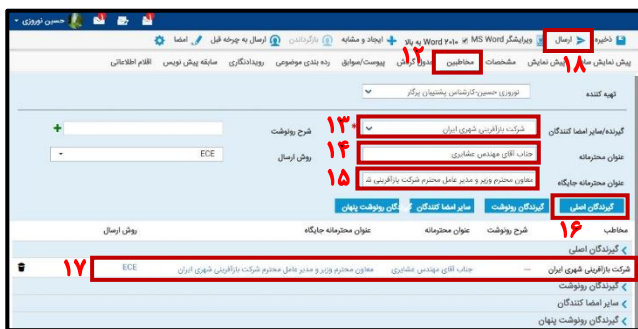 حسین نوروزی
ذخیره ارسال ویرایشگر MS Word Word ۲۰۱۰ به بالا ایجاد و مشابه بازگرداندن ارسال به چرخه قبل امضا
۱۸ ۱۲
پیش نمایش پیش نمایش مشخصات مخاطبین جدول گردش پیوست/سوابق رده بندی موضوعی رویدادنگاری سابقه پیش نویس اقلام اطلاعاتی
تهیه کننده نوروزی حسین-کارشناس پشتیبان پرگار
گیرنده/سایر امضا کنندگان شرکت بازآفرینی شهری ایران ۱۳ * شرح رونوشت
عنوان محترمانه جناب آقای مهندس عشایری ۱۴ روش ارسال ECE
عنوان محترمانه جایگاه معاون محترم وزیر و مدیر عامل محترم شرکت بازآفرینی ۱۵
گیرندگان اصلی گیرندگان رونوشت سایر امضا کنندگان گان رونوشت پنهان
۱۶
مخاطب شرح رونوشت عنوان محترمانه عنوان محترمانه جایگاه روش ارسال
گیرندگان اصلی
شرکت بازآفرینی شهری ایران --- جناب آقای مهندس عشایری معاون محترم وزیر و مدیر عامل محترم شرکت بازآفرینی شهری ایران ECE ۱۷
گیرندگان رونوشت
سایر امضا کنندگان
گیرندگان رونوشت پنهان